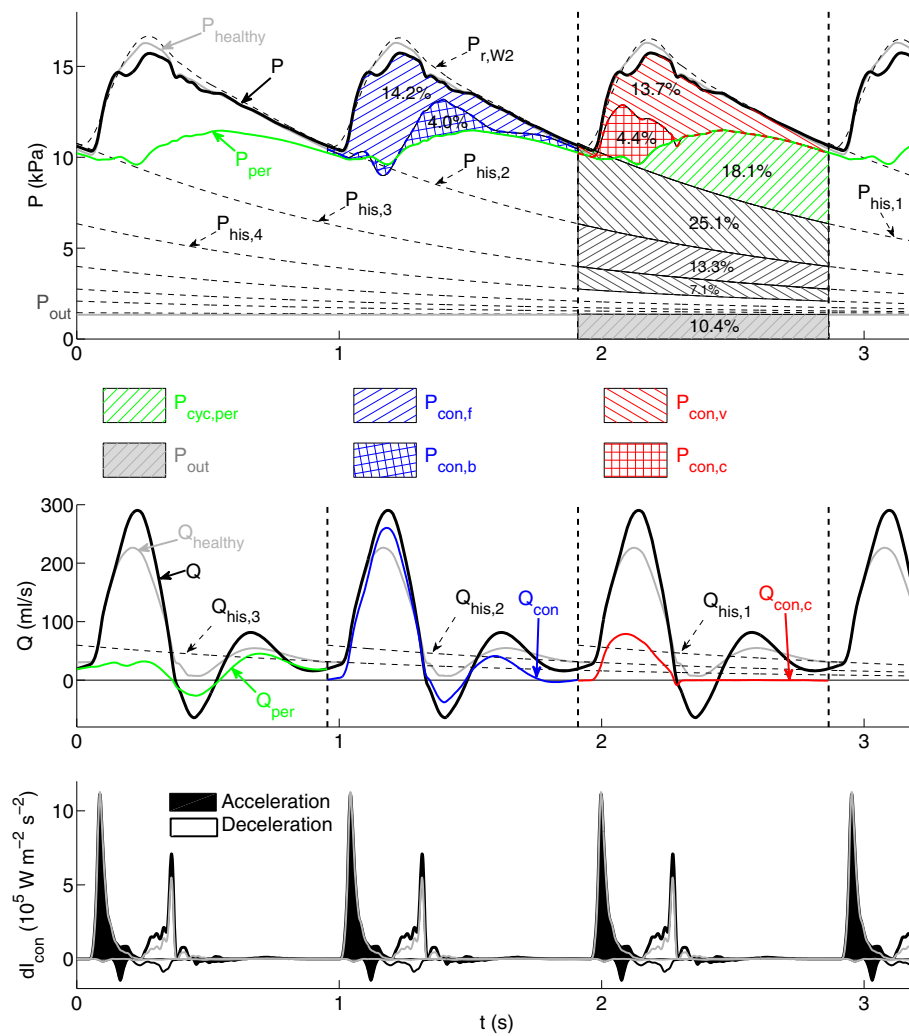 P_healthy
P
P_r,W2
15
14.2%
13.7%
4.0%
4.4%
10
P_per
P_his,2
18.1%
P (kPa)
P_his,3
P_his,1
25.1%
P_his,4
5
13.3%
7.1%
P_out
10.4%
0
0 1 2 3
P_cyc,per P_con,f P_con,v
P_out P_con,b P_con,c
300
Q_healthy
200
Q
Q_his,3 Q_his,2 Q_con Q_his,1 Q_con,c
Q (ml/s)
100
0
Q_per
0 1 2 3
10
Acceleration
Deceleration
5
dI_con (10^5 W m^−2 s^−2)
0
0 1 2 3
t (s)